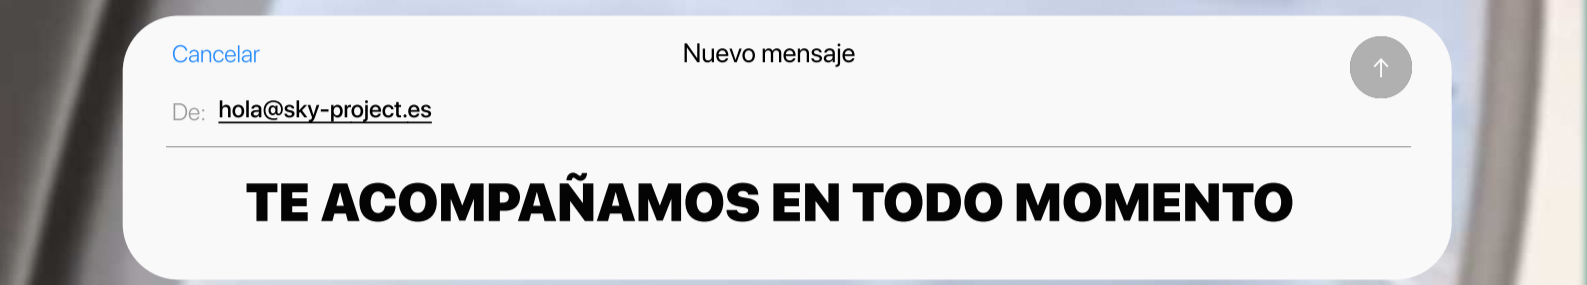 Cancelar
Nuevo mensaje
De: hola@sky-project.es
TE ACOMPAÑAMOS EN TODO MOMENTO